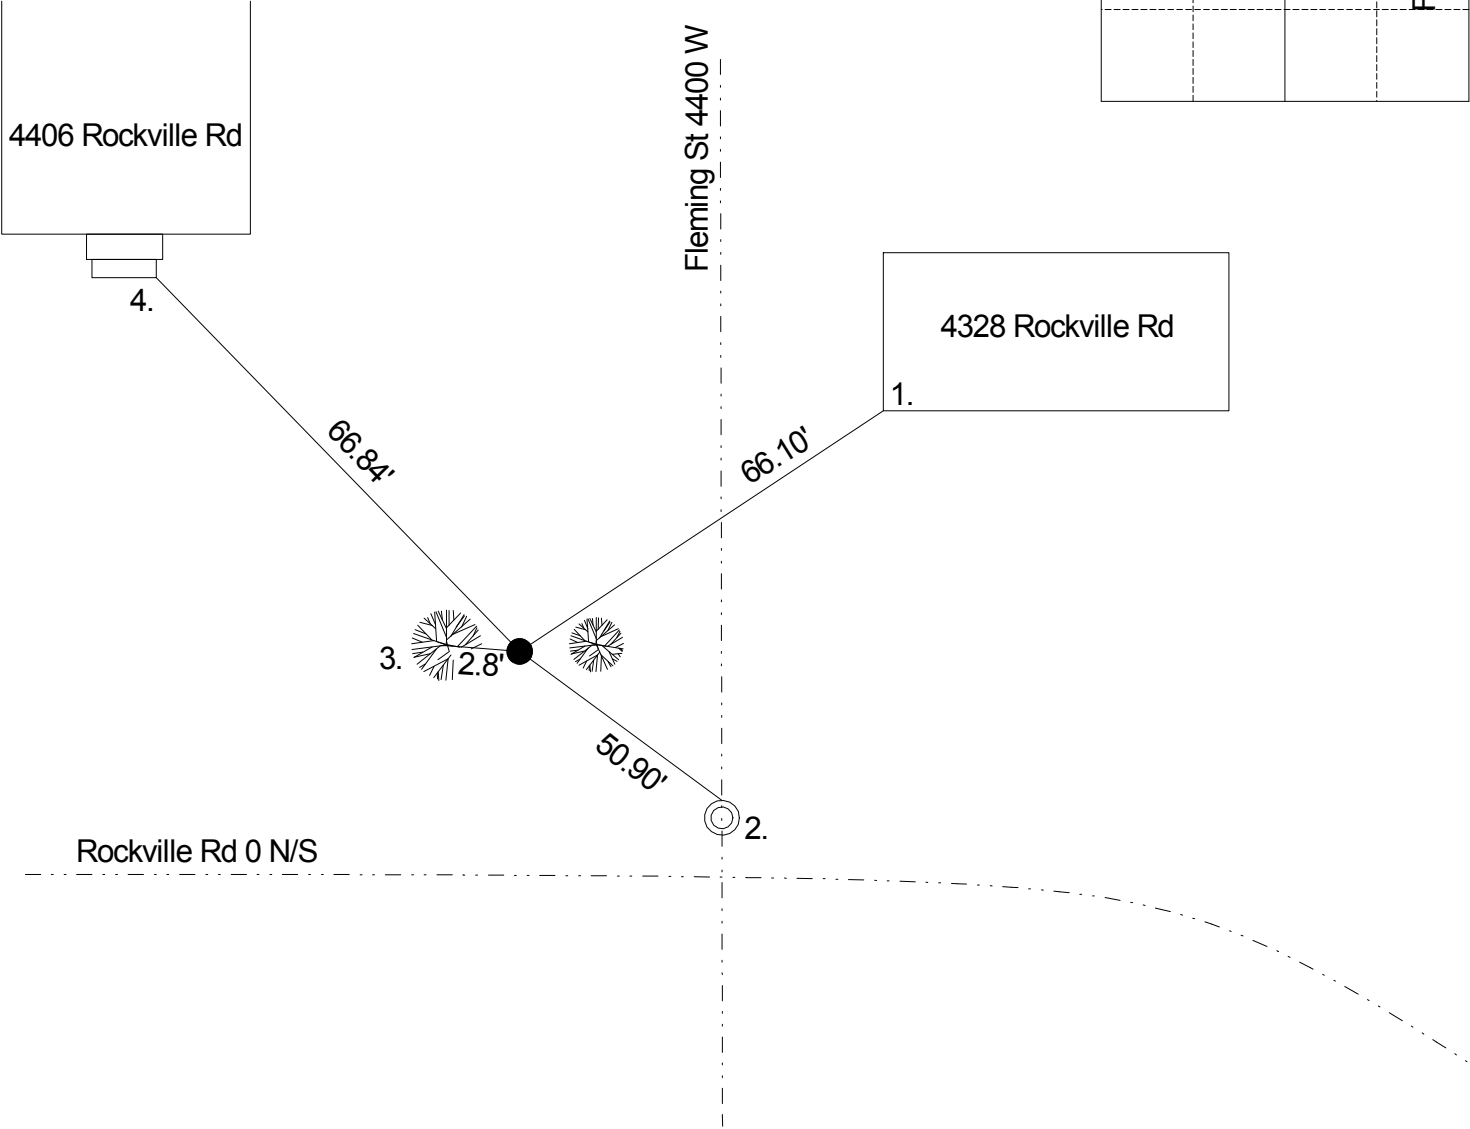 4406 Rockville Rd
Fleming St 4400 W
4328 Rockville Rd
4.
1.
66.84'
66.10'
3.
2.8'
50.90'
2.
Rockville Rd 0 N/S